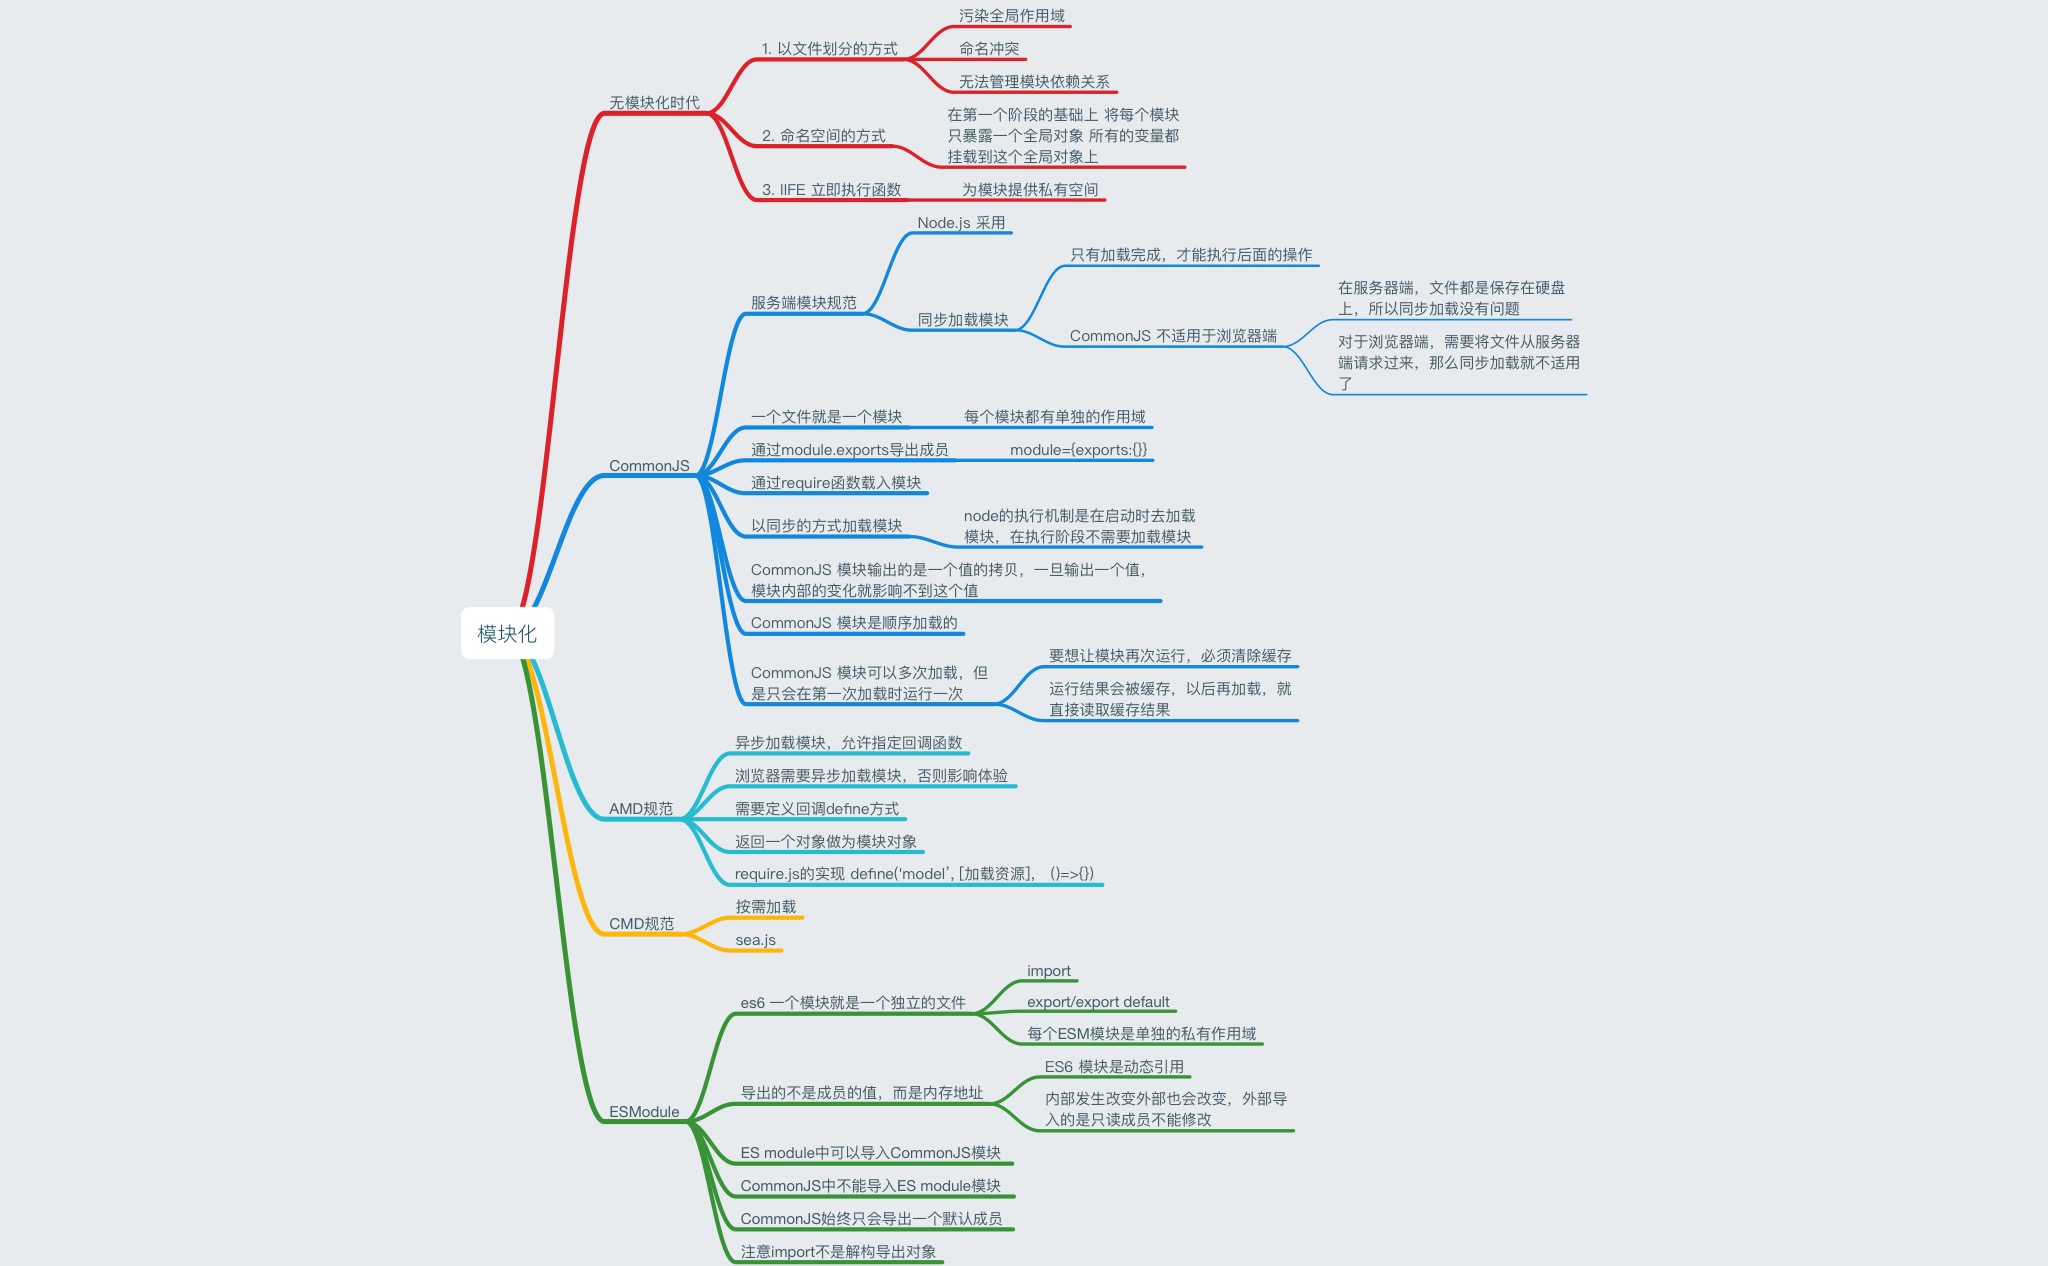 模块化
无模块化时代
1. 以文件划分的方式
污染全局作用域
命名冲突
无法管理模块依赖关系
2. 命名空间的方式
在第一个阶段的基础上 将每个模块
只暴露一个全局对象 所有的变量都
挂载到这个全局对象上
3. IIFE 立即执行函数
为模块提供私有空间
CommonJS
服务端模块规范
Node.js 采用
同步加载模块
只有加载完成，才能执行后面的操作
CommonJS 不适用于浏览器端
在服务器端，文件都是保存在硬盘
上，所以同步加载没有问题
对于浏览器端，需要将文件从服务器
端请求过来，那么同步加载就不适用
了
一个文件就是一个模块
每个模块都有单独的作用域
通过module.exports导出成员
module={exports:{}}
通过require函数载入模块
以同步的方式加载模块
node的执行机制是在启动时去加载
模块，在执行阶段不需要加载模块
CommonJS 模块输出的是一个值的拷贝，一旦输出一个值，
模块内部的变化就影响不到这个值
CommonJS 模块是顺序加载的
CommonJS 模块可以多次加载，但
是只会在第一次加载时运行一次
要想让模块再次运行，必须清除缓存
运行结果会被缓存，以后再加载，就
直接读取缓存结果
AMD规范
异步加载模块，允许指定回调函数
浏览器需要异步加载模块，否则影响体验
需要定义回调define方式
返回一个对象做为模块对象
require.js的实现 define('model’, [加载资源]， ()=>{})
CMD规范
按需加载
sea.js
ESModule
es6 一个模块就是一个独立的文件
import
export/export default
每个ESM模块是单独的私有作用域
导出的不是成员的值，而是内存地址
ES6 模块是动态引用
内部发生改变外部也会改变，外部导
入的是只读成员不能修改
ES module中可以导入CommonJS模块
CommonJS中不能导入ES module模块
CommonJS始终只会导出一个默认成员
注意import不是解构导出对象